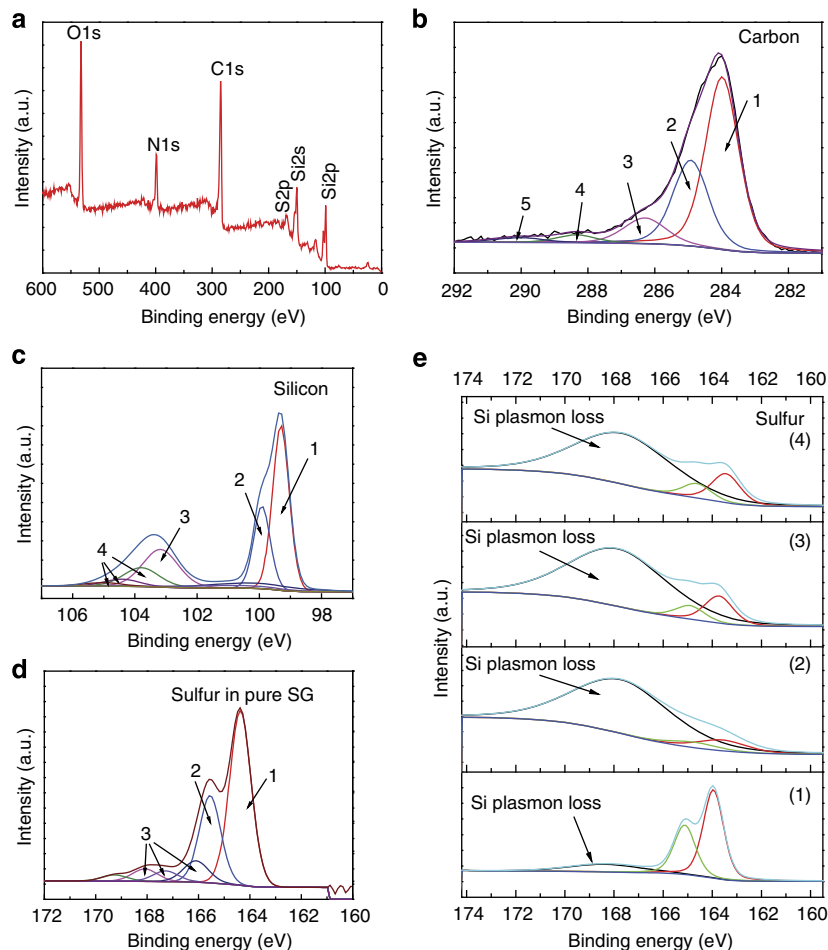 a
O1s
C1s
N1s
S2p
Si2s
Si2p
Intensity (a.u.)
600 500 400 300 200 100 0
Binding energy (eV)
b
Carbon
1
2
3
4
5
Intensity (a.u.)
292 290 288 286 284 282
Binding energy (eV)
c
Silicon
1
2
3
4
Intensity (a.u.)
106 104 102 100 98
Binding energy (eV)
d
Sulfur in pure SG
1
2
3
Intensity (a.u.)
172 170 168 166 164 162 160
Binding energy (eV)
e
174 172 170 168 166 164 162 160
Sulfur
Si plasmon loss
(4)
Si plasmon loss
(3)
Si plasmon loss
(2)
Si plasmon loss
(1)
Intensity (a.u.)
174 172 170 168 166 164 162 160
Binding energy (eV)